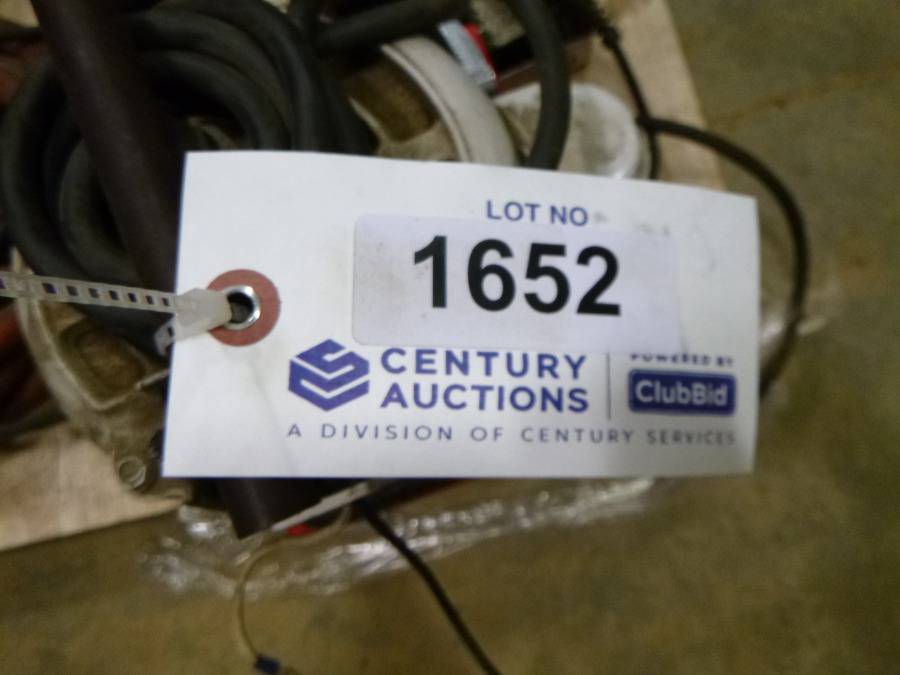 LOT NO
1652
CENTURY
AUCTIONS
POWERED BY
ClubBid
A DIVISION OF CENTURY SERVICES